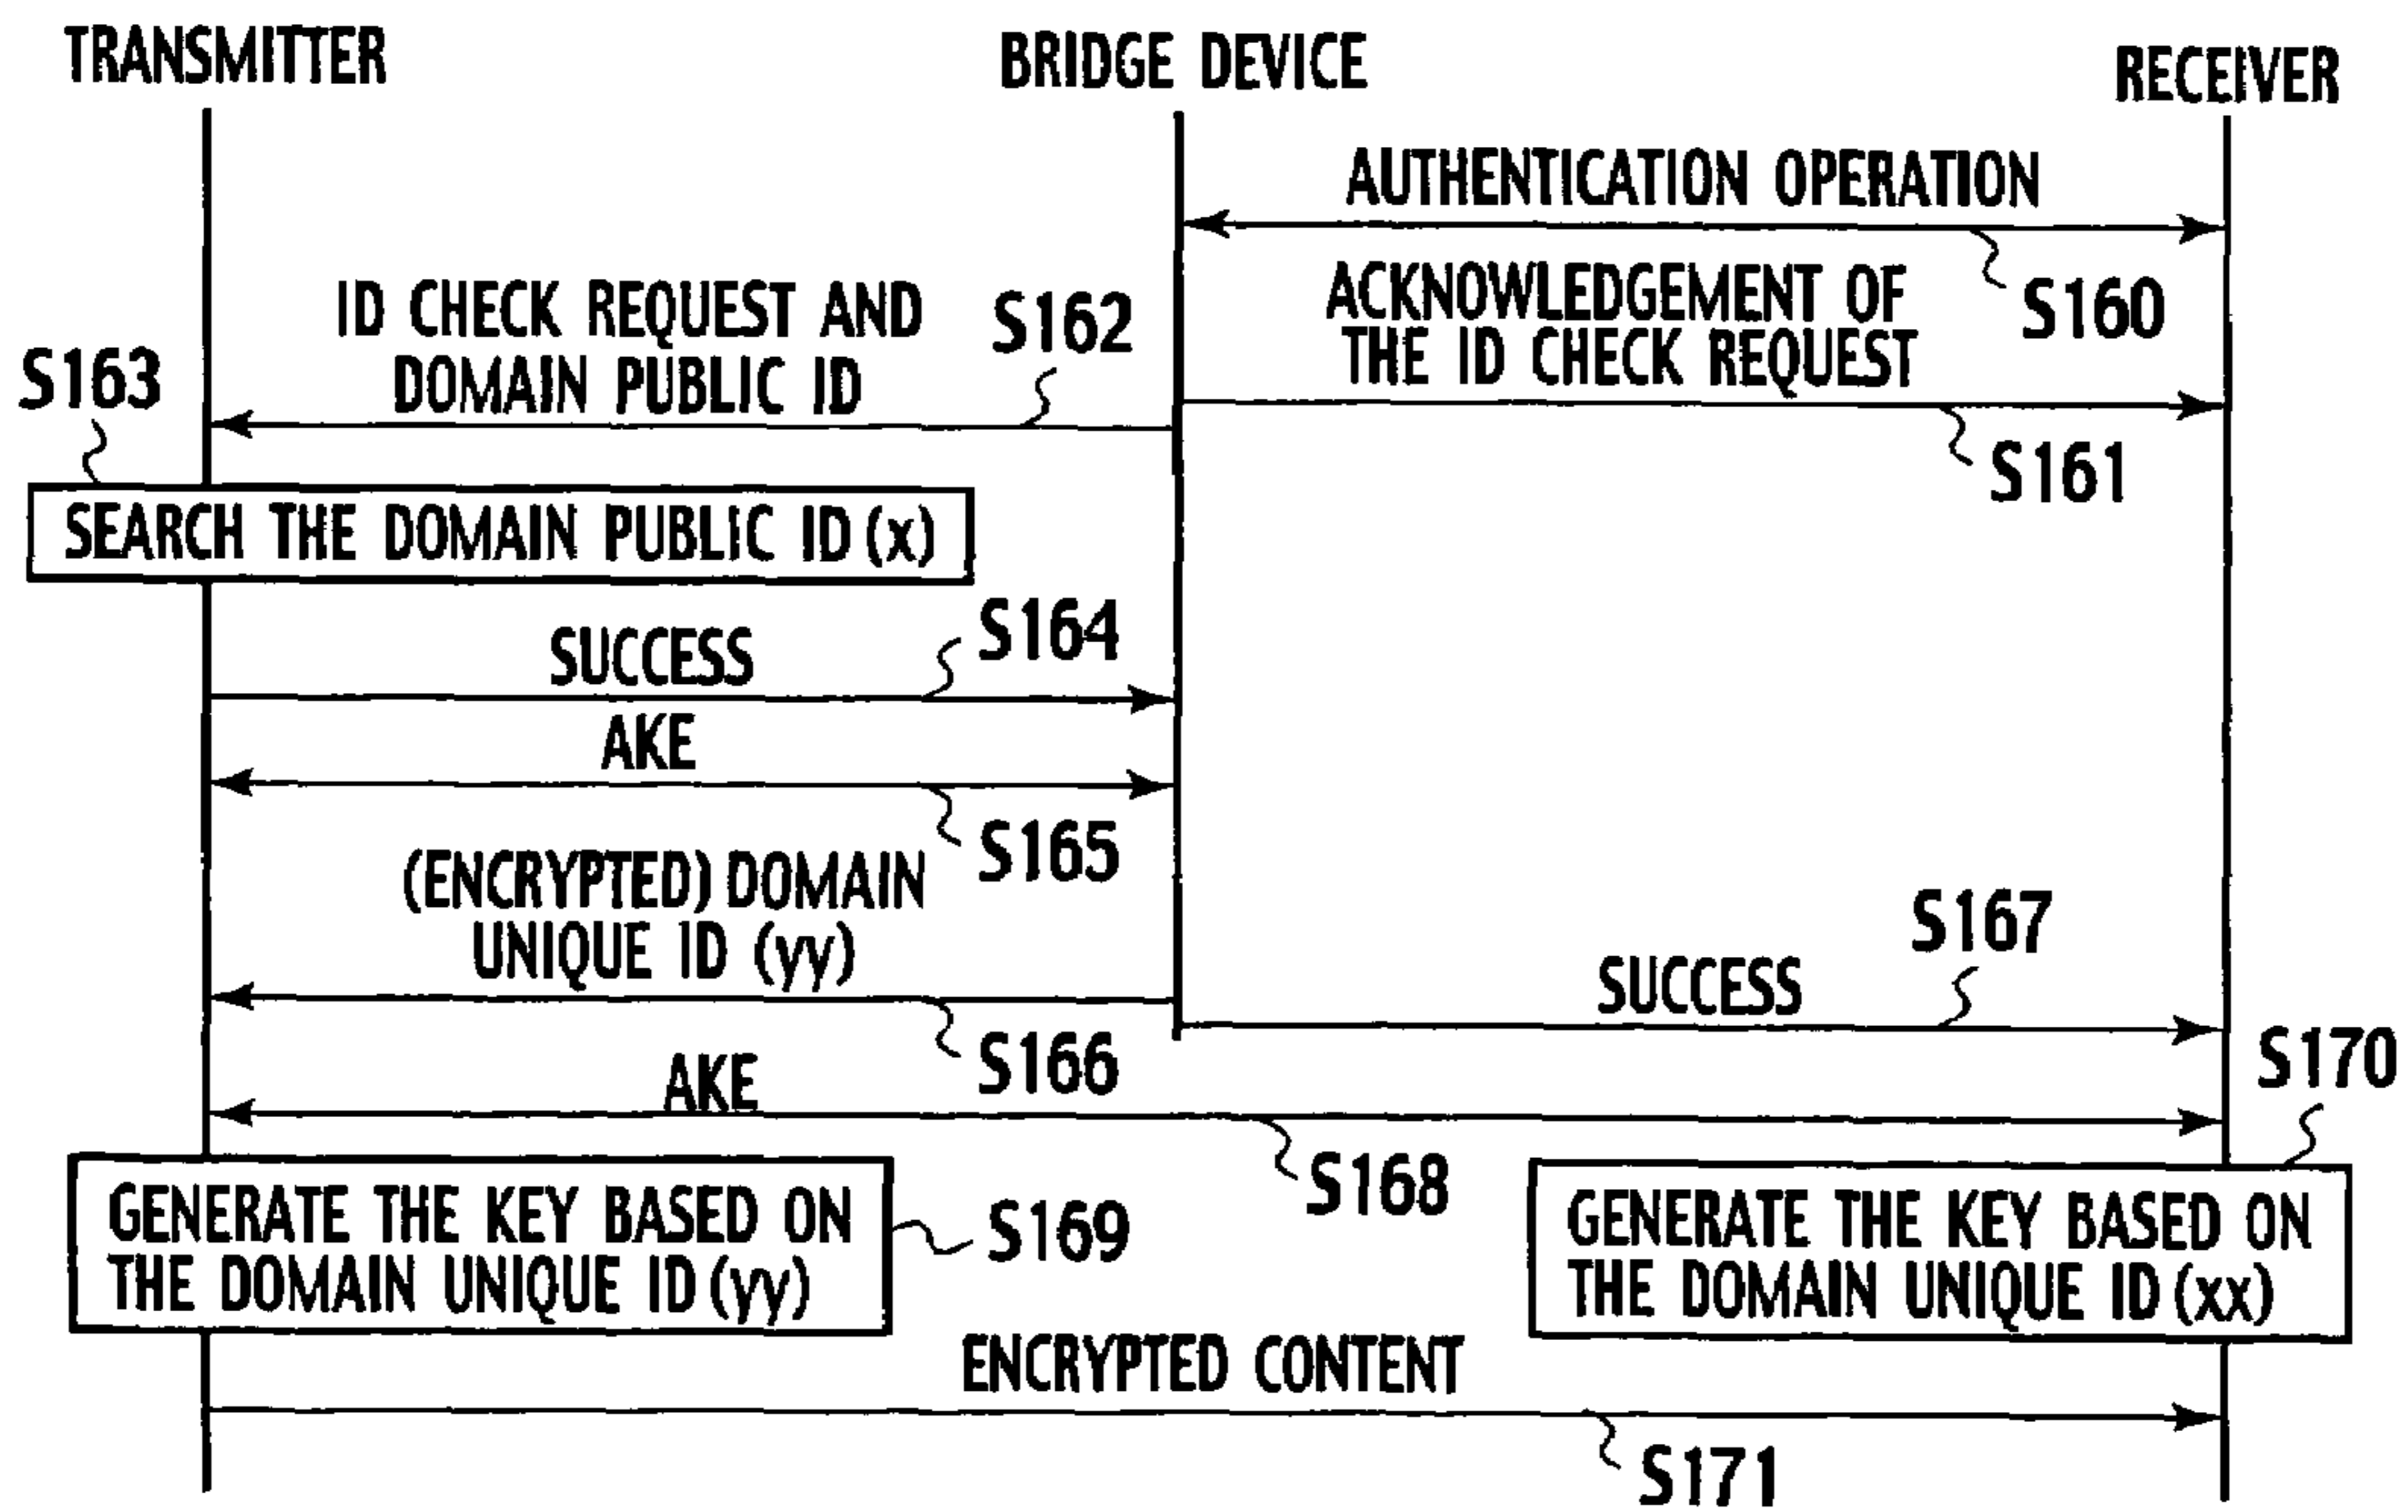 TRANSMITTER
BRIDGE DEVICE
RECEIVER
AUTHENTICATION OPERATION
S160
ACKNOWLEDGEMENT OF
THE ID CHECK REQUEST
S161
ID CHECK REQUEST AND
DOMAIN PUBLIC ID
S162
S163
SEARCH THE DOMAIN PUBLIC ID (x)
SUCCESS
S164
AKE
S165
(ENCRYPTED) DOMAIN
UNIQUE ID (yy)
S166
SUCCESS
S167
AKE
S168
GENERATE THE KEY BASED ON
THE DOMAIN UNIQUE ID (yy)
S169
S170
GENERATE THE KEY BASED ON
THE DOMAIN UNIQUE ID (xx)
ENCRYPTED CONTENT
S171